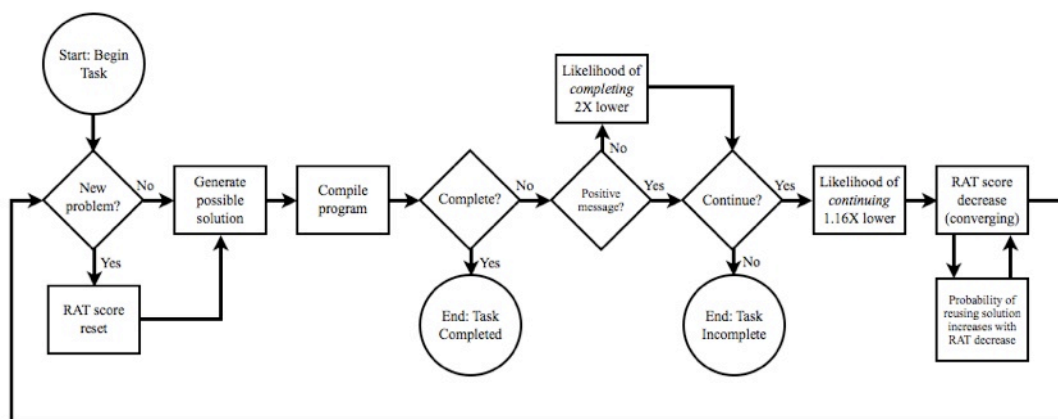 Start: Begin
Task
New
problem?
No
Yes
RAT score
reset
Generate
possible
solution
Compile
program
Complete?
No
Yes
End: Task
Completed
Positive
message?
No
Yes
Likelihood of
completing
2X lower
Continue?
Yes
No
End: Task
Incomplete
Likelihood of
continuing
1.16X lower
RAT score
decrease
(converging)
Probability of
reusing solution
increases with
RAT decrease